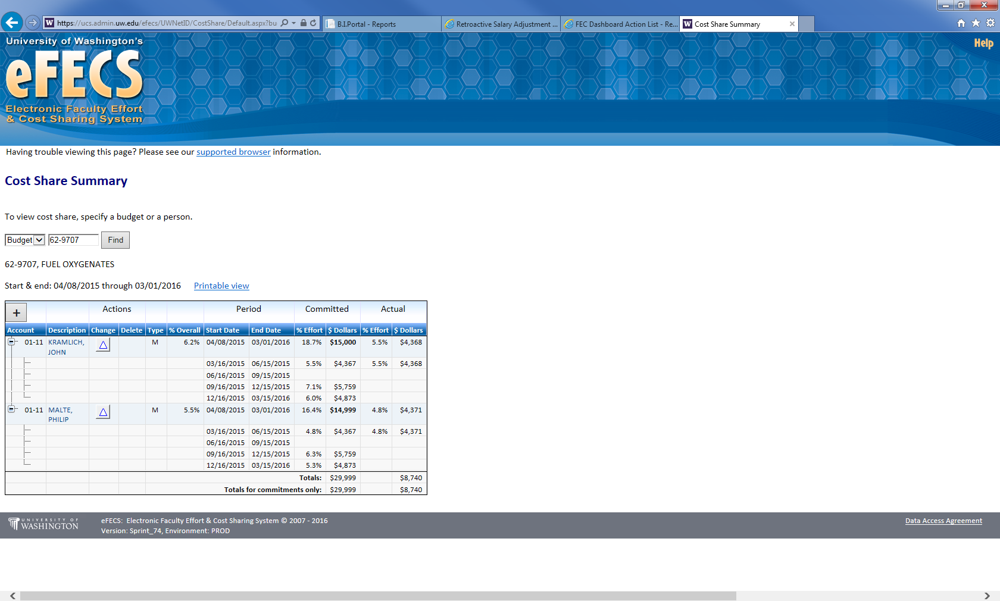 https://ucs.admin.uw.edu/efecs/UWNetID/CostShare/Default.aspx?bu
B.I.Portal - Reports
Retroactive Salary Adjustment ...
FEC Dashboard Action List - Re...
Cost Share Summary
University of Washington's
eFECS
Electronic Faculty Effort
& Cost Sharing System
Help
Having trouble viewing this page? Please see our supported browser information.
Cost Share Summary
To view cost share, specify a budget or a person.
Budget 62-9707 Find
62-9707, FUEL OXYGENATES
Start & end: 04/08/2015 through 03/01/2016 Printable view
+ Actions Period Committed Actual
Account Description Change Delete Type % Overall Start Date End Date % Effort $ Dollars % Effort $ Dollars
01-11 KRAMLICH, M 6.2% 04/08/2015 03/01/2016 18.7% $15,000 5.5% $4,368
JOHN
03/16/2015 06/15/2015 5.5% $4,367 5.5% $4,368
06/16/2015 09/15/2015
09/16/2015 12/15/2015 7.1% $5,759
12/16/2015 03/15/2016 6.0% $4,873
01-11 MALTE, M 5.5% 04/08/2015 03/01/2016 16.4% $14,999 4.8% $4,371
PHILIP
03/16/2015 06/15/2015 4.8% $4,367 4.8% $4,371
06/16/2015 09/15/2015
09/16/2015 12/15/2015 6.3% $5,759
12/16/2015 03/15/2016 5.3% $4,873
Totals: $29,999 $8,740
Totals for commitments only: $29,999 $8,740
UNIVERSITY OF
WASHINGTON
eFECS: Electronic Faculty Effort & Cost Sharing System © 2007 - 2016
Version: Sprint_74, Environment: PROD
Data Access Agreement